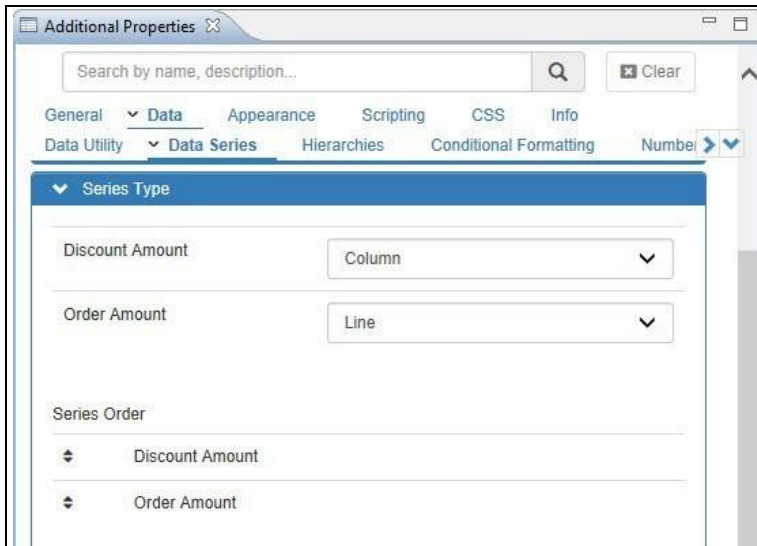 Additional Properties
Search by name, description...
Clear
General Data Appearance Scripting CSS Info
Data Utility Data Series Hierarchies Conditional Formatting Numbe
Series Type
Discount Amount Column
Order Amount Line
Series Order
Discount Amount
Order Amount